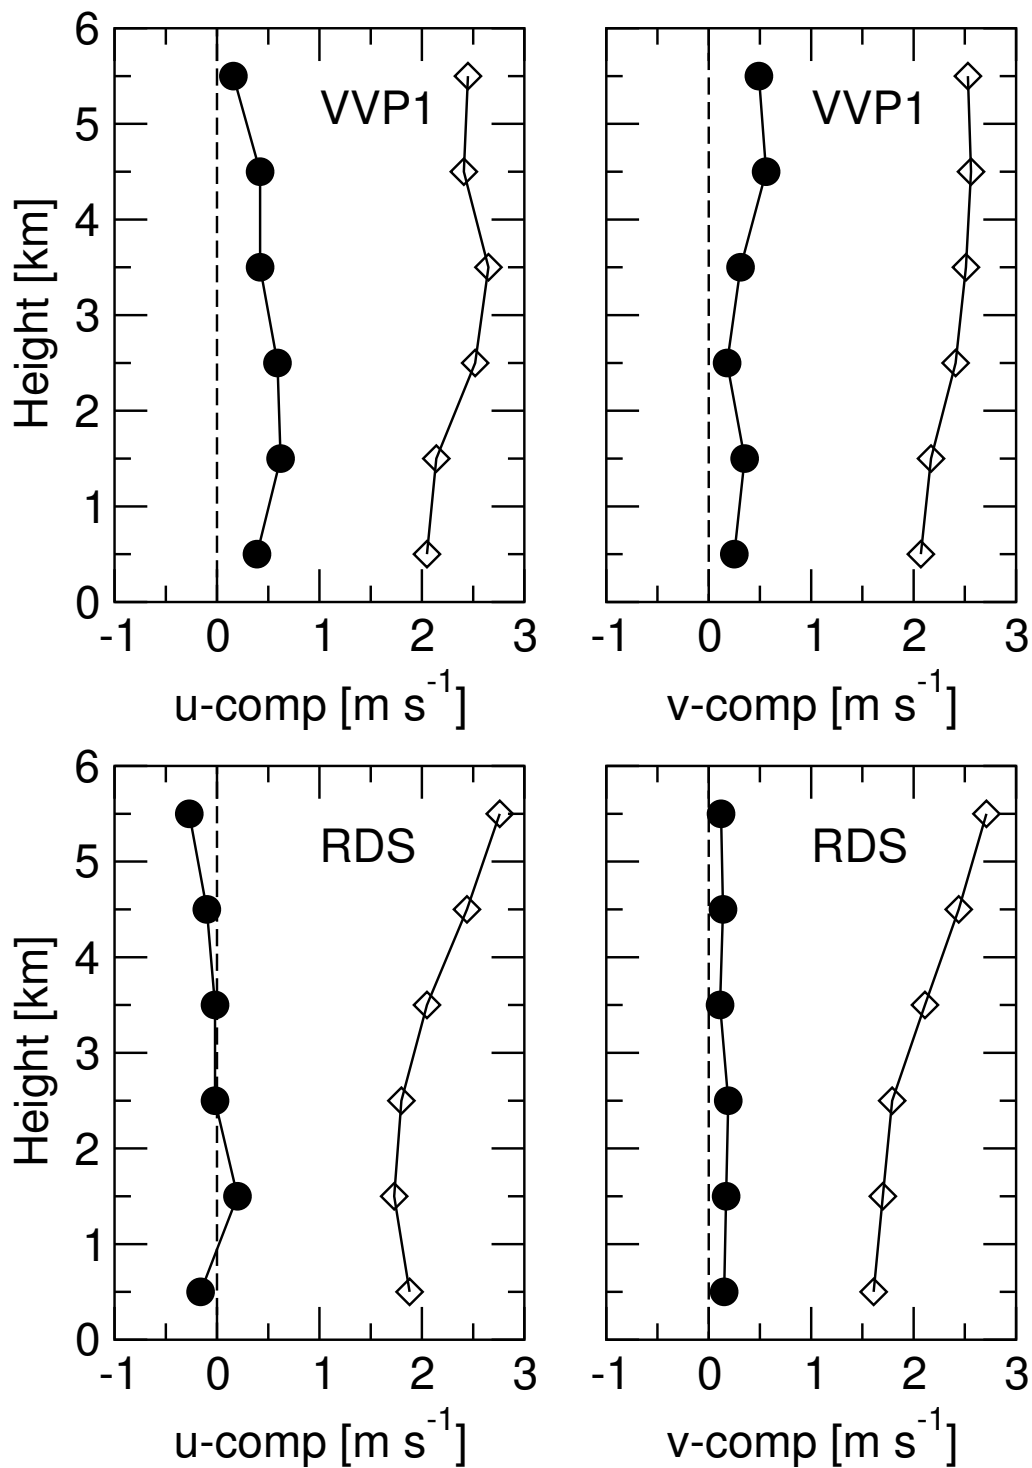 6
5
4
3
2
1
0
Height [km]
VVP1
-1 0 1 2 3
u-comp [m s⁻¹]
VVP1
-1 0 1 2 3
v-comp [m s⁻¹]
6
5
4
3
2
1
0
Height [km]
RDS
-1 0 1 2 3
u-comp [m s⁻¹]
RDS
-1 0 1 2 3
v-comp [m s⁻¹]